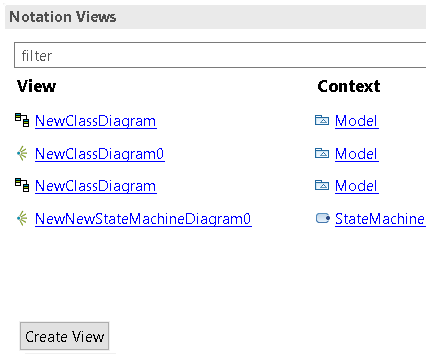 Notation Views
filter
View Context
NewClassDiagram Model
NewClassDiagram0 Model
NewClassDiagram Model
NewNewStateMachineDiagram0 StateMachine
Create View